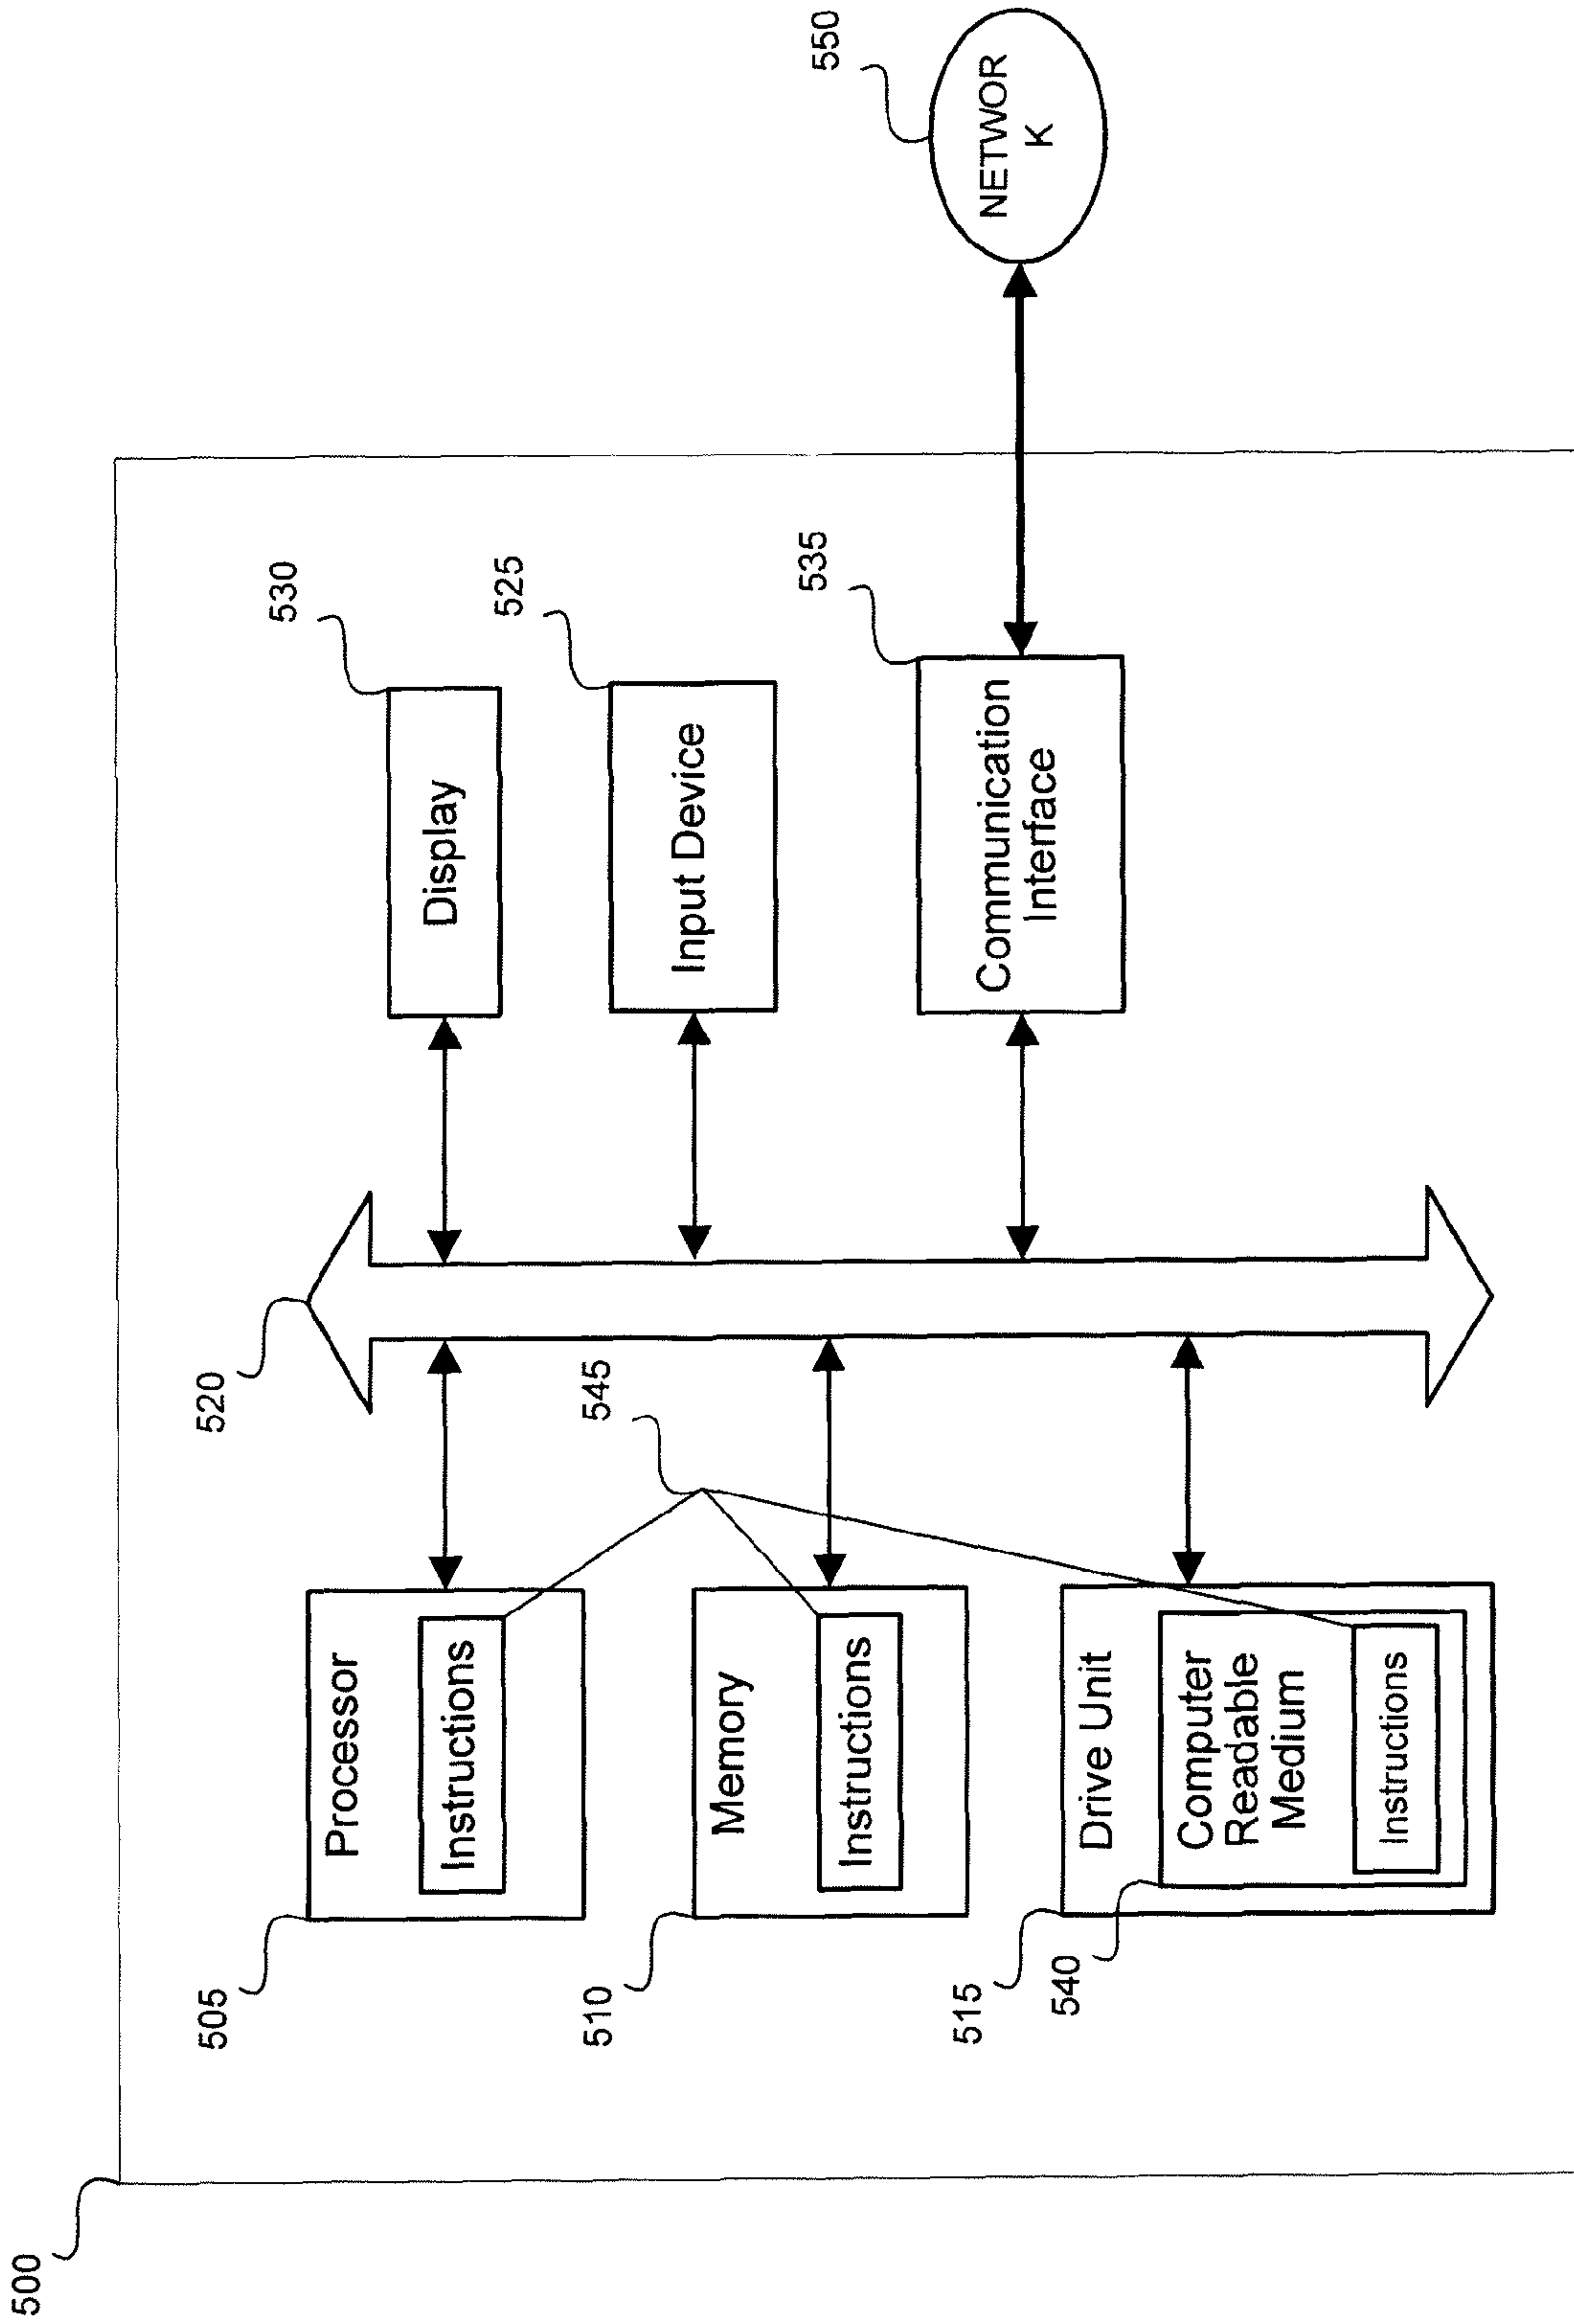 500
505
Processor
Instructions
510
Memory
Instructions
515
Drive Unit
540
Computer
Readable
Medium
Instructions
520
545
530
Display
525
Input Device
535
Communication
Interface
550
NETWOR
K